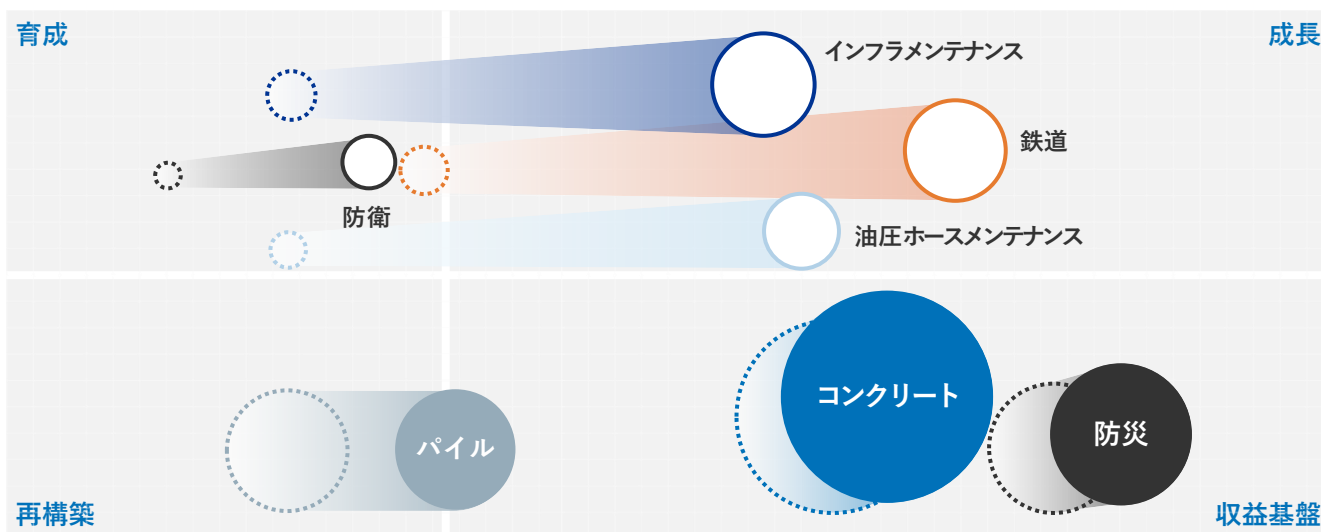 育成
成長
インフラメンテナンス
鉄道
防衛
油圧ホースメンテナンス
コンクリート
防災
パイル
再構築
収益基盤